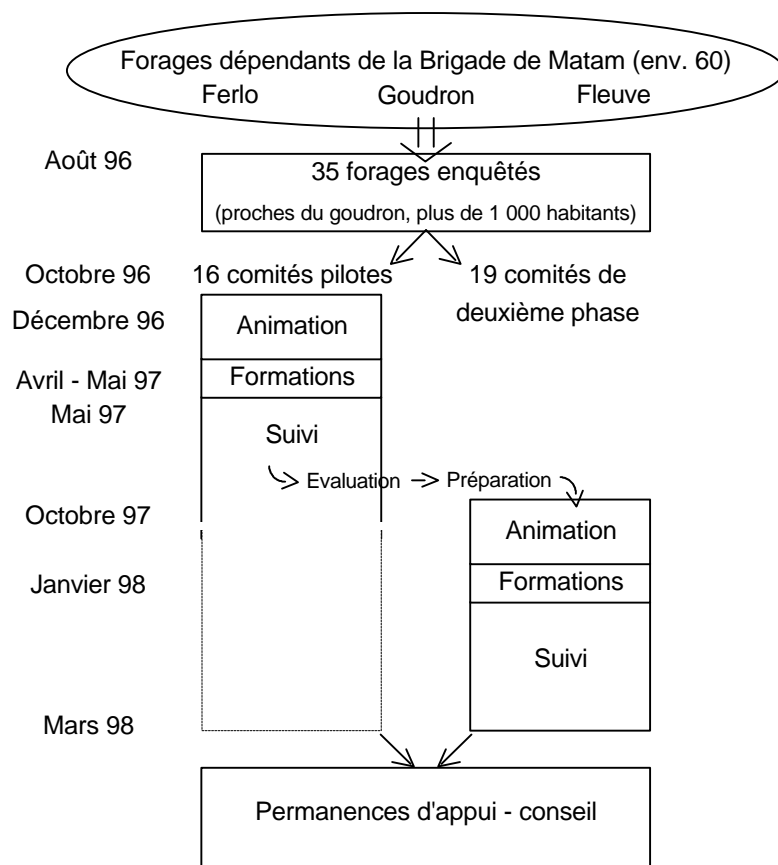 Forages dépendants de la Brigade de Matam (env. 60)
Ferlo Goudron Fleuve
Août 96
35 forages enquêtés
(proches du goudron, plus de 1 000 habitants)
Octobre 96 16 comités pilotes 19 comités de
deuxième phase
Décembre 96 Animation
Avril - Mai 97 Formations
Mai 97
Suivi
Evaluation Préparation
Octobre 97 Animation
Janvier 98 Formations
Suivi
Mars 98
Permanences d'appui - conseil